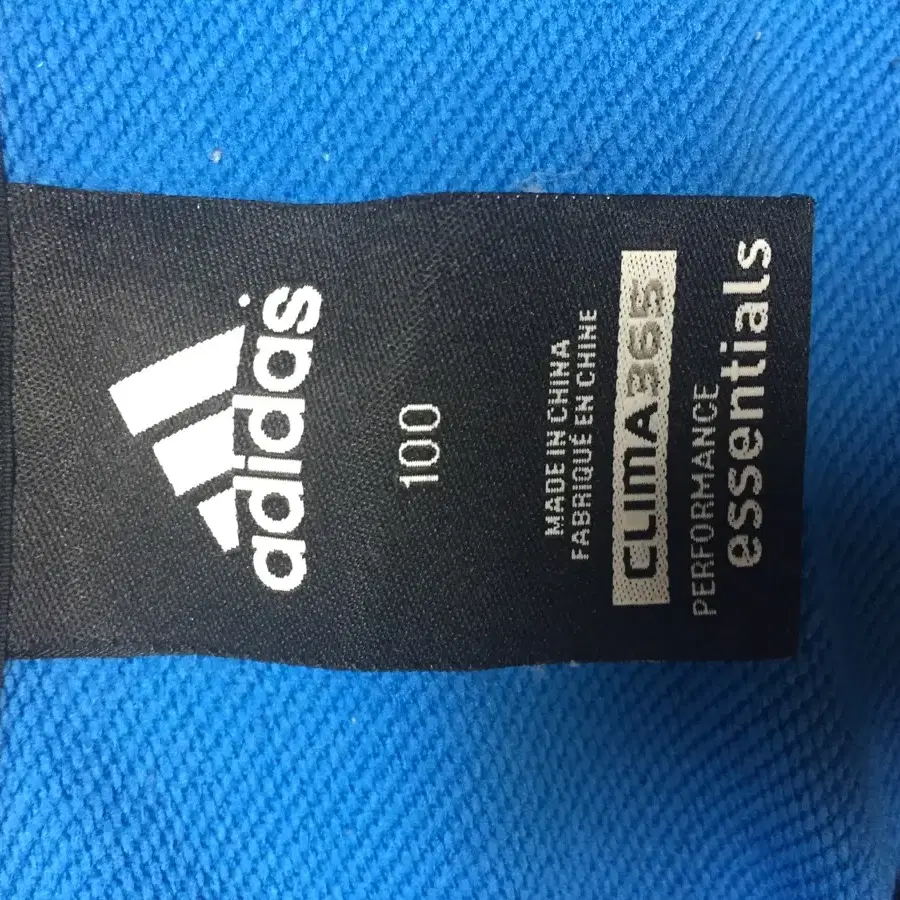 adidas
100
MADE IN CHINA
FABRIQUÉ EN CHINE
CLIMA365
PERFORMANCE
essentials